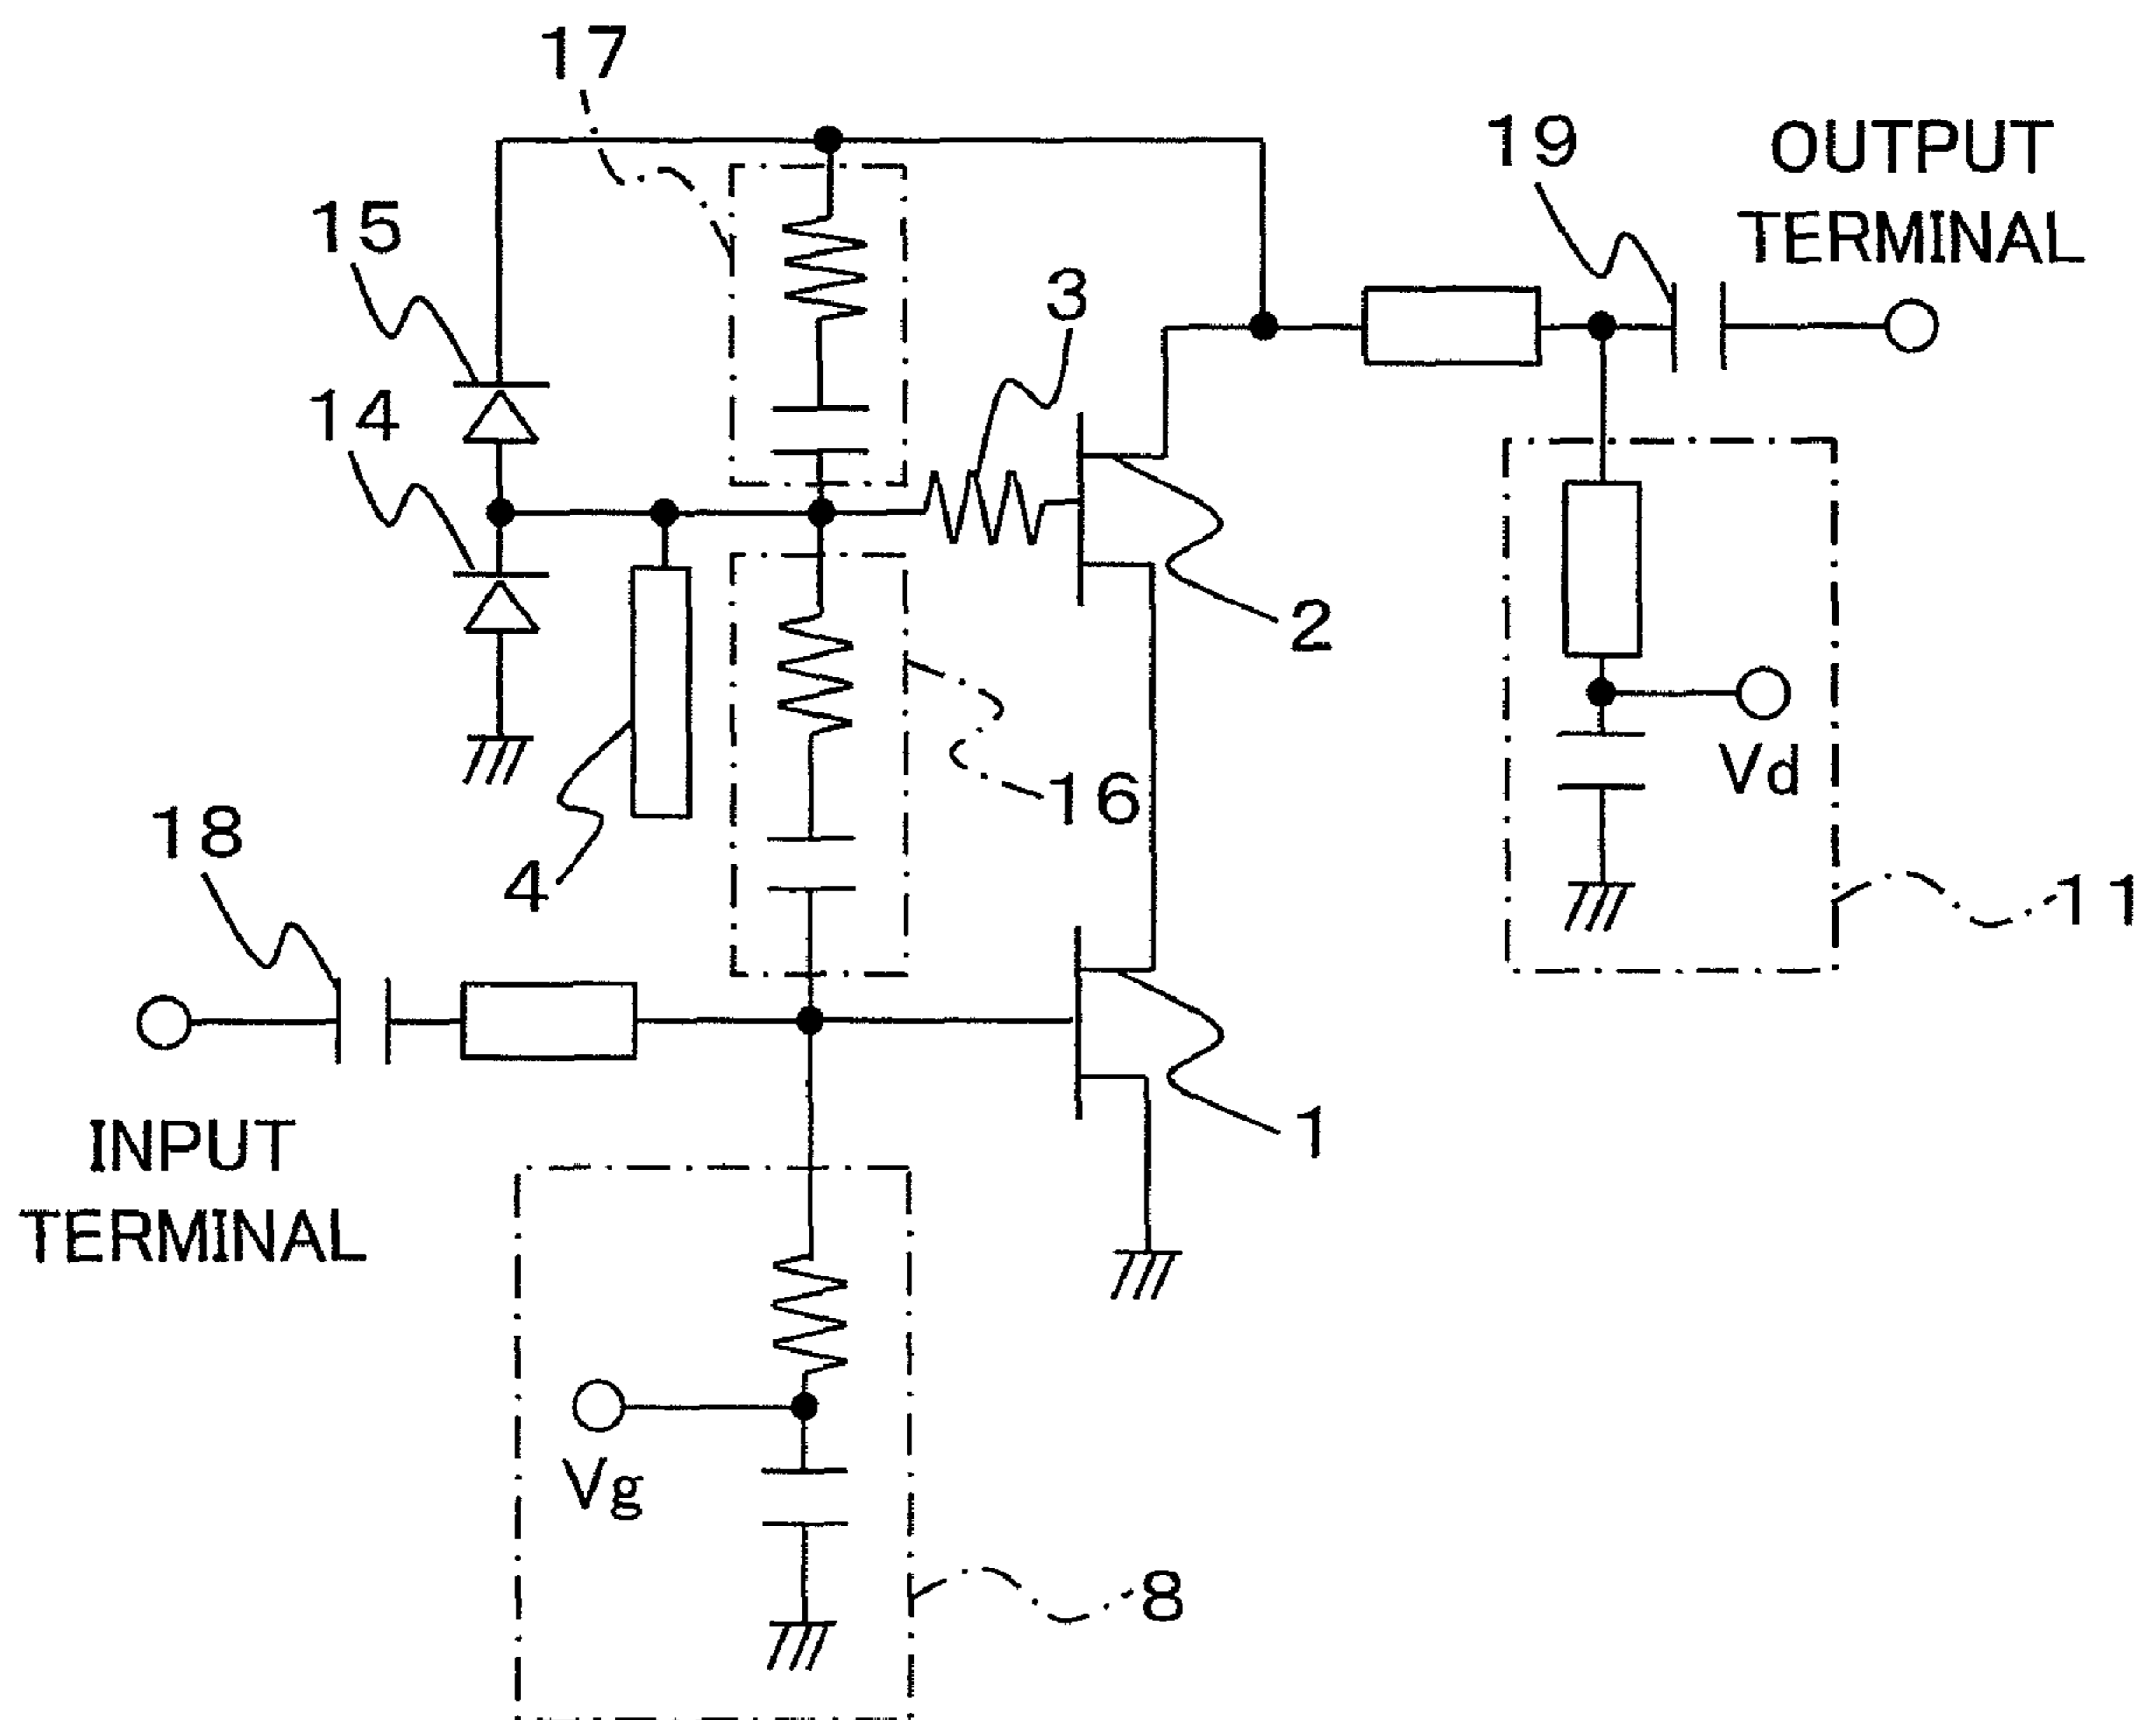 17
19
OUTPUT
TERMINAL
15
3
14
2
Vd
16
18
4
11
INPUT
TERMINAL
1
Vg
8